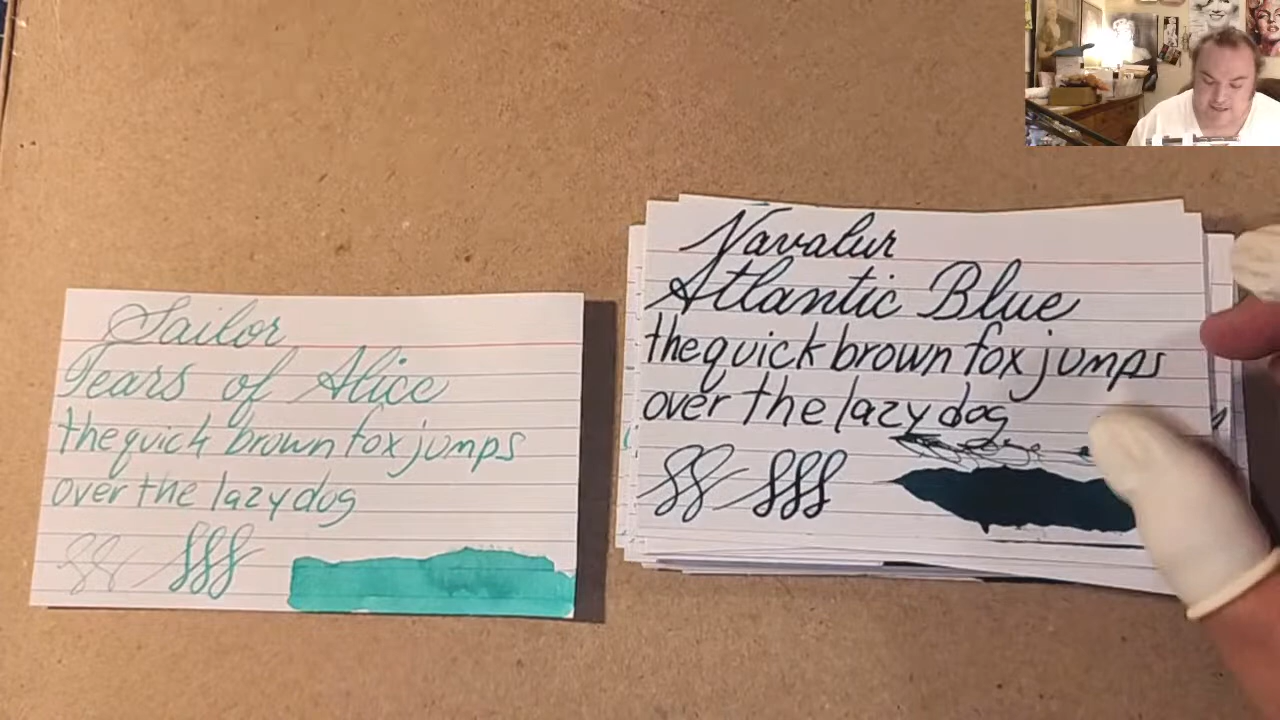 Sailor
Tears of Alice
the quick brown fox jumps
over the lazy dog
Navalur
Atlantic Blue
the quick brown fox jumps
over the lazy dog